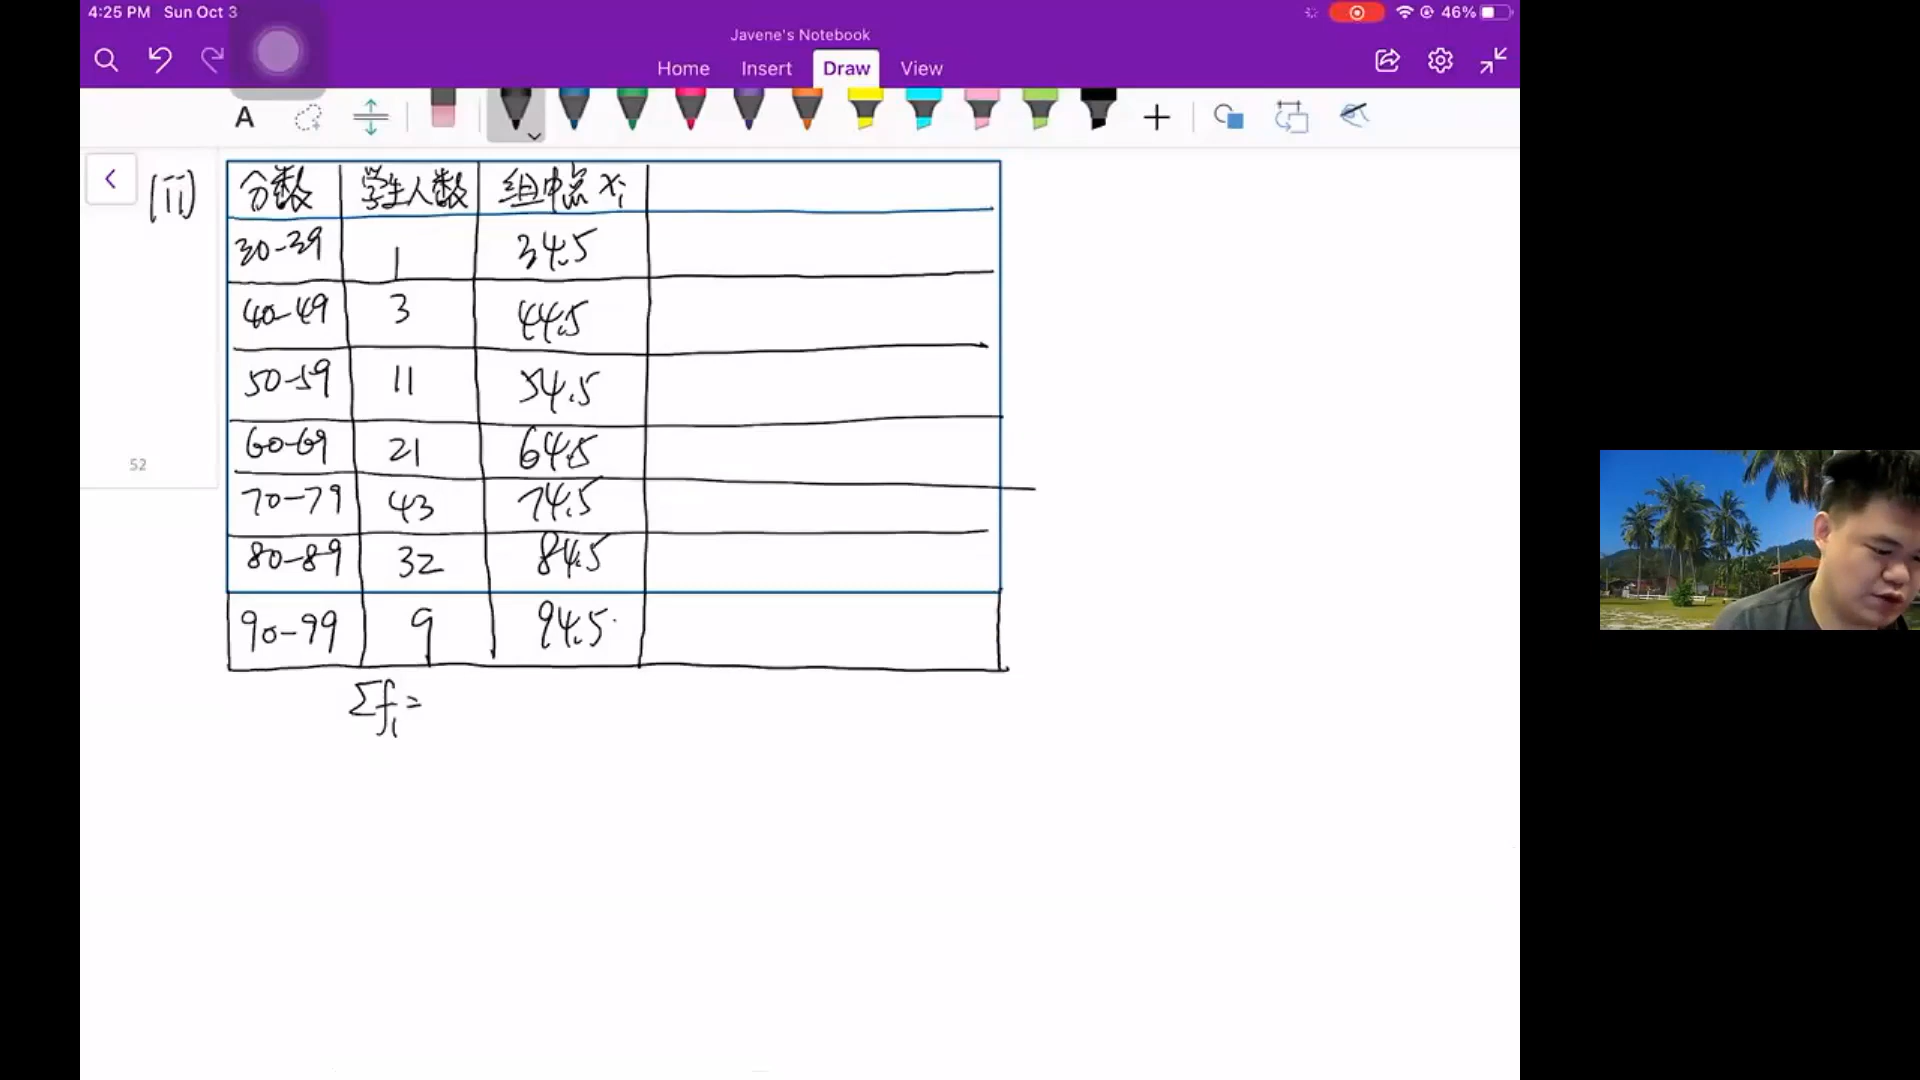 4:25 PM Sun Oct 3
46%
Javene's Notebook
Home Insert Draw View
A
(ii)
分数 学生人数 组中点 xi
30-39 1 34.5
40-49 3 44.5
50-59 11 54.5
60-69 21 64.5
52
70-79 43 74.5
80-89 32 84.5
90-99 9 94.5
Σfi=